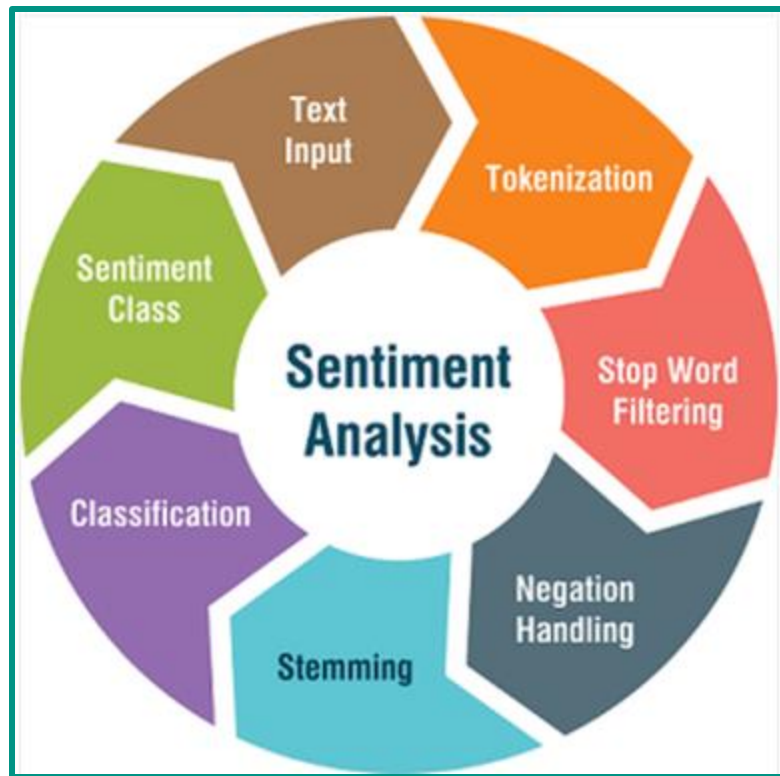 Text
Input
Tokenization
Stop Word
Filtering
Negation
Handling
Stemming
Classification
Sentiment
Class
Sentiment
Analysis